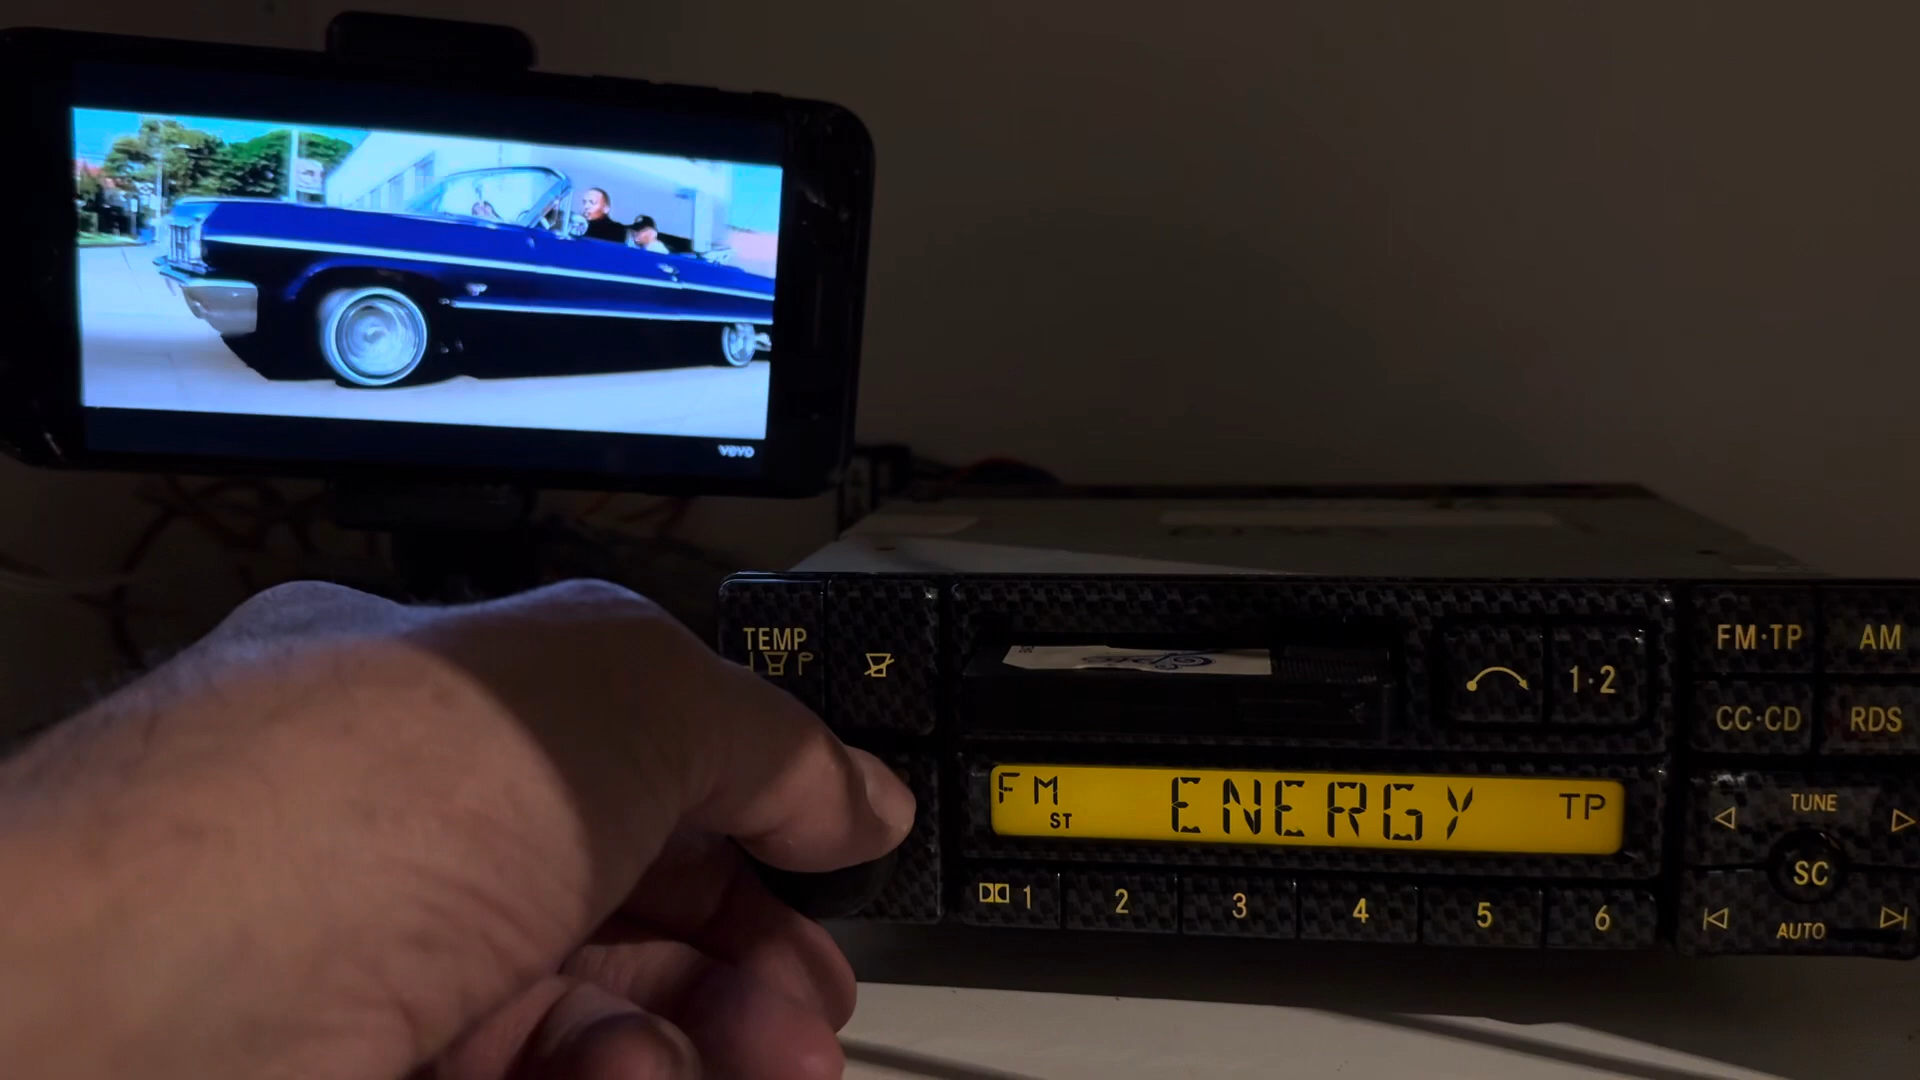 vevo
TEMP
FM·TP
AM
1·2
CC·CD
RDS
FM
ST
ENERGY
TP
TUNE
SC
AUTO
1
2
3
4
5
6